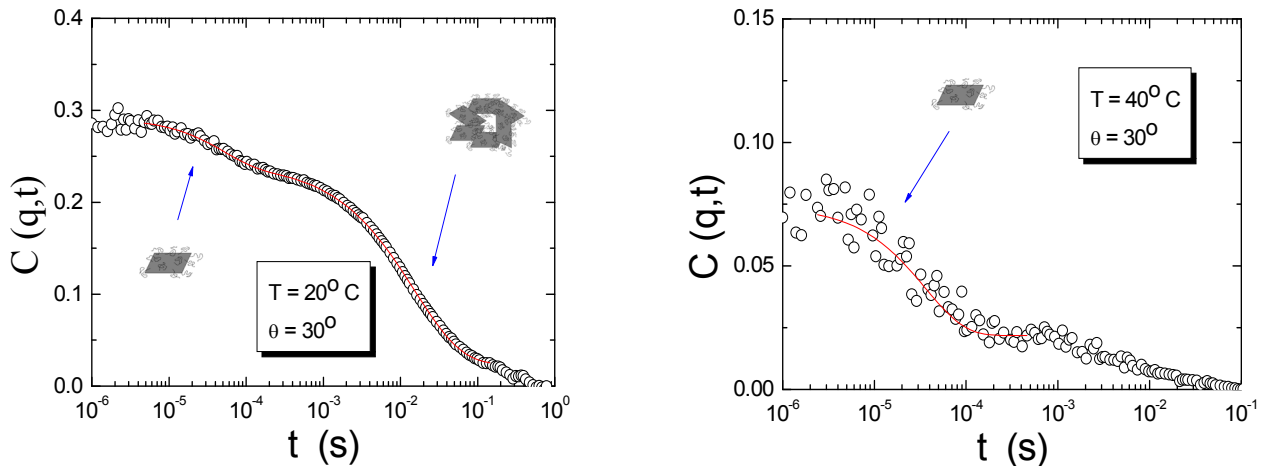 C (q,t)
0.4
0.3
0.2
0.1
0.0
T = 20° C
θ = 30°
10⁻⁶ 10⁻⁵ 10⁻⁴ 10⁻³ 10⁻² 10⁻¹ 10⁰
t (s)
C (q,t)
0.15
0.10
0.05
0.00
T = 40° C
θ = 30°
10⁻⁶ 10⁻⁵ 10⁻⁴ 10⁻³ 10⁻² 10⁻¹
t (s)